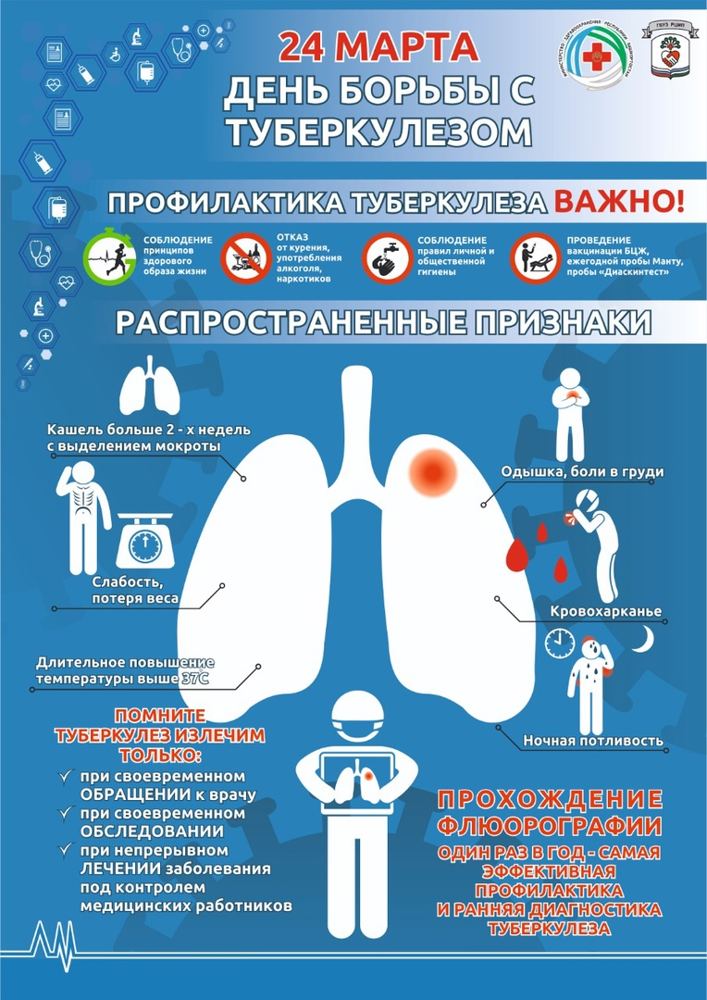 24 МАРТА
ДЕНЬ БОРЬБЫ С
ТУБЕРКУЛЕЗОМ
МИНИСТЕРСТВО ЗДРАВООХРАНЕНИЯ РЕСПУБЛИКИ БАШКОРТОСТАН
ПРОФИЛАКТИКА ТУБЕРКУЛЕЗА ВАЖНО!
СОБЛЮДЕНИЕ
принципов
здорового
образа жизни
ОТКАЗ
от курения,
употребления
алкоголя,
наркотиков
СОБЛЮДЕНИЕ
правил личной и
общественной
гигиены
ПРОВЕДЕНИЕ
вакцинации БЦЖ,
ежегодной пробы Манту,
пробы «Диаскинтест»
РАСПРОСТРАНЕННЫЕ ПРИЗНАКИ
Кашель больше 2 - х недель
с выделением мокроты
Одышка, боли в груди
Слабость,
потеря веса
Кровохарканье
Длительное повышение
температуры выше 37С
Ночная потливость
ПОМНИТЕ
ТУБЕРКУЛЕЗ ИЗЛЕЧИМ
ТОЛЬКО:
при своевременном
ОБРАЩЕНИИ к врачу
при своевременном
ОБСЛЕДОВАНИИ
при непрерывном
ЛЕЧЕНИИ заболевания
под контролем
медицинских работников
ПРОХОЖДЕНИЕ
ФЛЮОРОГРАФИИ
ОДИН РАЗ В ГОД - САМАЯ
ЭФФЕКТИВНАЯ
ПРОФИЛАКТИКА
И РАННЯЯ ДИАГНОСТИКА
ТУБЕРКУЛЕЗА